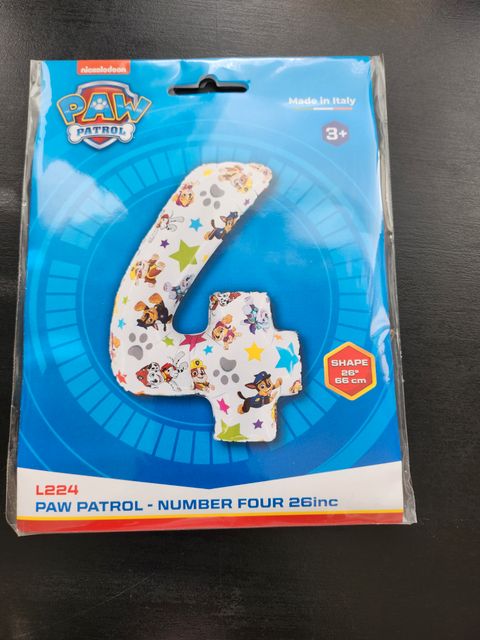 nickelodeon
PAW
PATROL
Made in Italy
3+
SHAPE
26"
66 cm
L224
PAW PATROL - NUMBER FOUR 26inc